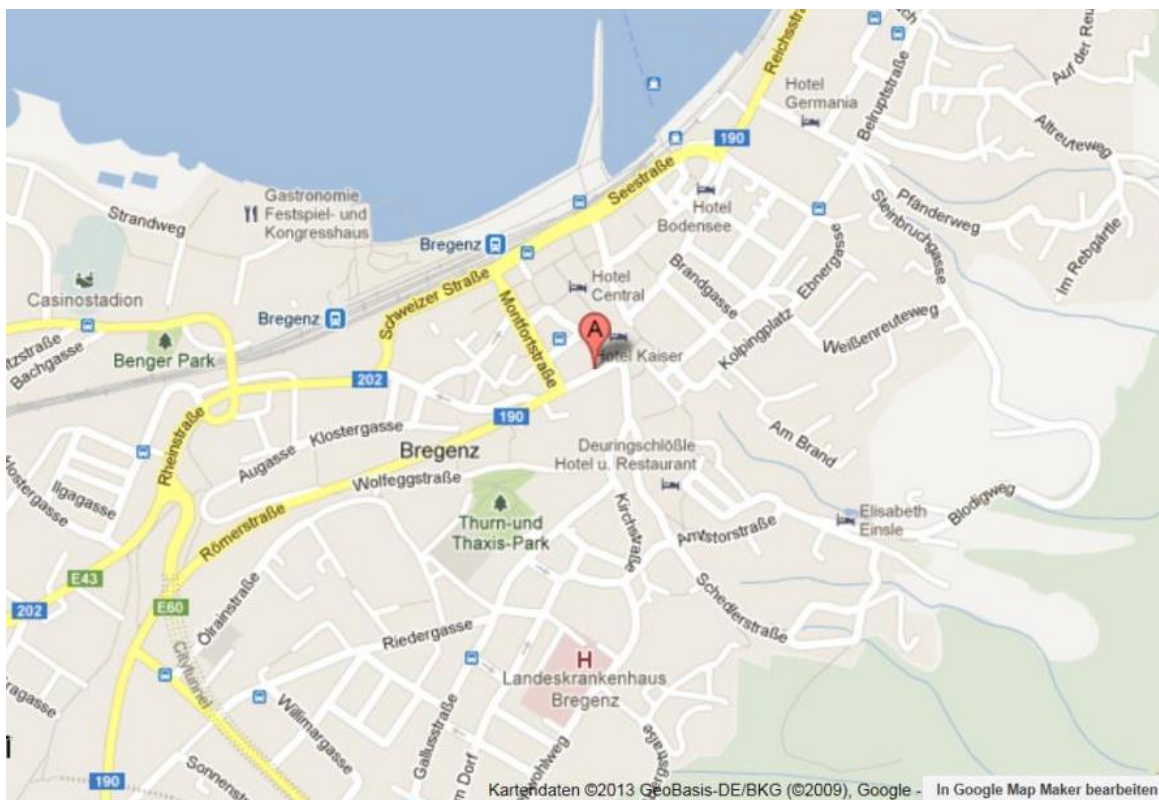 Reichsstra
Auf der Reu
Hotel
Germania
Belruptstraße
Altreuteweg
190
Seestraße
Gastronomie
Festspiel- und
Kongresshaus
Strandweg
Hotel
Bodensee
Steinbruchgasse
Pfänderweg
Im Rebgärtle
Bregenz
Casinostadion
Schweizer Straße
Hotel
Central
Brandgasse
Ebnergasse
Bregenz
Montfortstraße
A
Hotel Kaiser
Kolpingplatz
Weißenreuteweg
Bachgasse
Benger Park
202
190
Rheinstraße
Klostergasse
Augasse
Bregenz
Am Brand
Deuringschlößle
Hotel u. Restaurant
Klostergasse
Ilgagasse
Wolfeggstraße
Blodigweg
Römerstraße
Thurn-und
Thaxis-Park
Kirchstraße
Amtstorstraße
Elisabeth
Einsle
E43
202
E60
Ölrainstraße
Schedlerstraße
Riedergasse
Citytunnel
H
Landeskrankenhaus
Bregenz
Willimargasse
Gallusstraße
190
Kartendaten ©2013 GeoBasis-DE/BKG (©2009), Google -
In Google Map Maker bearbeiten